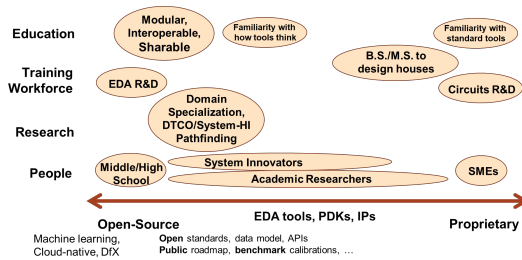 Education
Modular,
Interoperable,
Sharable
Familiarity with
how tools think
Familiarity with
standard tools
Training
Workforce
EDA R&D
B.S./M.S. to
design houses
Circuits R&D
Research
Domain
Specialization,
DTCO/System-HI
Pathfinding
People
Middle/High
School
System Innovators
Academic Researchers
SMEs
EDA tools, PDKs, IPs
Open-Source
Proprietary
Machine learning,
Cloud-native, DfX
Open standards, data model, APIs
Public roadmap, benchmark calibrations, …